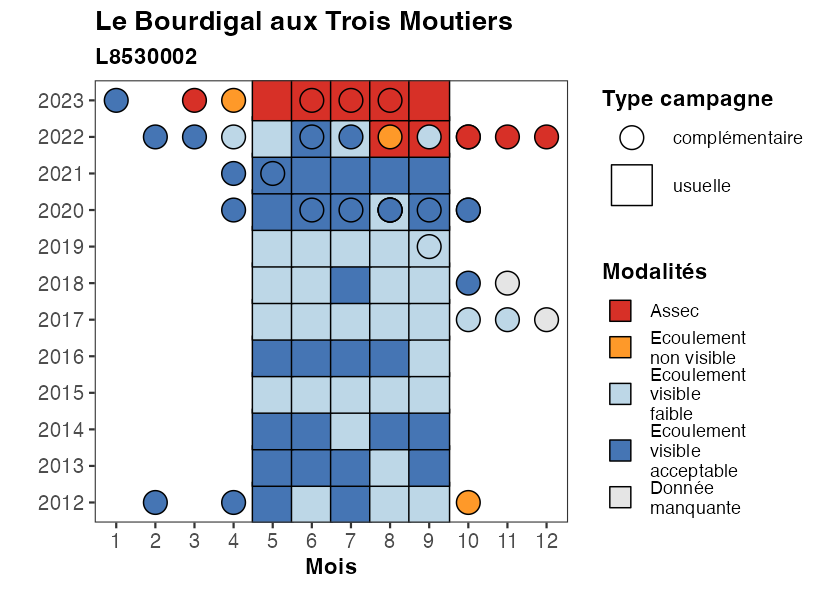 Le Bourdigal aux Trois Moutiers
L8530002
2023
2022
2021
2020
2019
2018
2017
2016
2015
2014
2013
2012
1 2 3 4 5 6 7 8 9 10 11 12
Mois
Type campagne
complémentaire
usuelle
Modalités
Assec
Ecoulement
non visible
Ecoulement
visible
faible
Ecoulement
visible
acceptable
Donnée
manquante